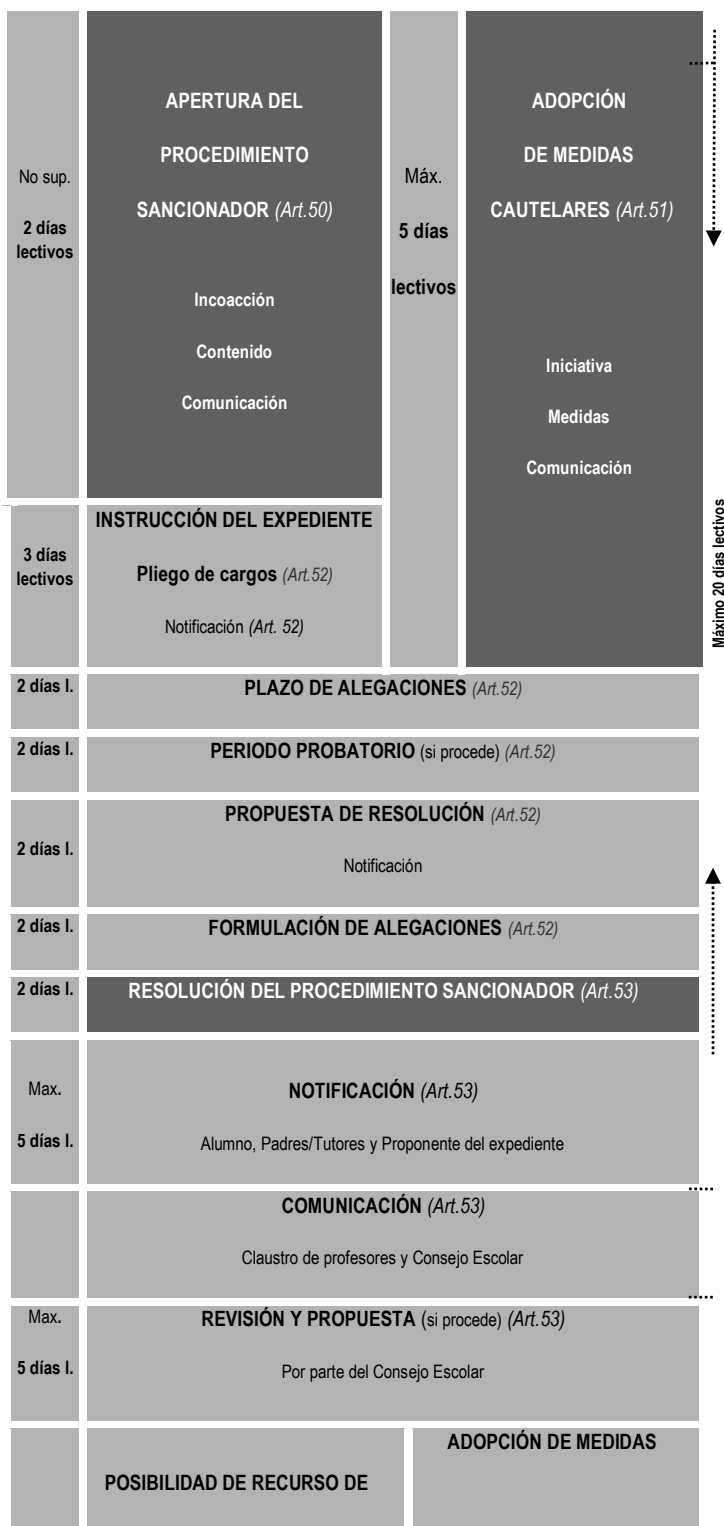 No sup.
2 días
lectivos
APERTURA DEL
PROCEDIMIENTO
SANCIONADOR (Art.50)
Incoacción
Contenido
Comunicación
Máx.
5 días
lectivos
ADOPCIÓN
DE MEDIDAS
CAUTELARES (Art.51)
Iniciativa
Medidas
Comunicación
Máximo 20 días lectivos
3 días
lectivos
INSTRUCCIÓN DEL EXPEDIENTE
Pliego de cargos (Art.52)
Notificación (Art. 52)
2 días l.
PLAZO DE ALEGACIONES (Art.52)
2 días l.
PERIODO PROBATORIO (si procede) (Art.52)
2 días l.
PROPUESTA DE RESOLUCIÓN (Art.52)
Notificación
2 días l.
FORMULACIÓN DE ALEGACIONES (Art.52)
2 días l.
RESOLUCIÓN DEL PROCEDIMIENTO SANCIONADOR (Art.53)
Max.
5 días l.
NOTIFICACIÓN (Art.53)
Alumno, Padres/Tutores y Proponente del expediente
COMUNICACIÓN (Art.53)
Claustro de profesores y Consejo Escolar
Max.
5 días l.
REVISIÓN Y PROPUESTA (si procede) (Art.53)
Por parte del Consejo Escolar
POSIBILIDAD DE RECURSO DE
ADOPCIÓN DE MEDIDAS